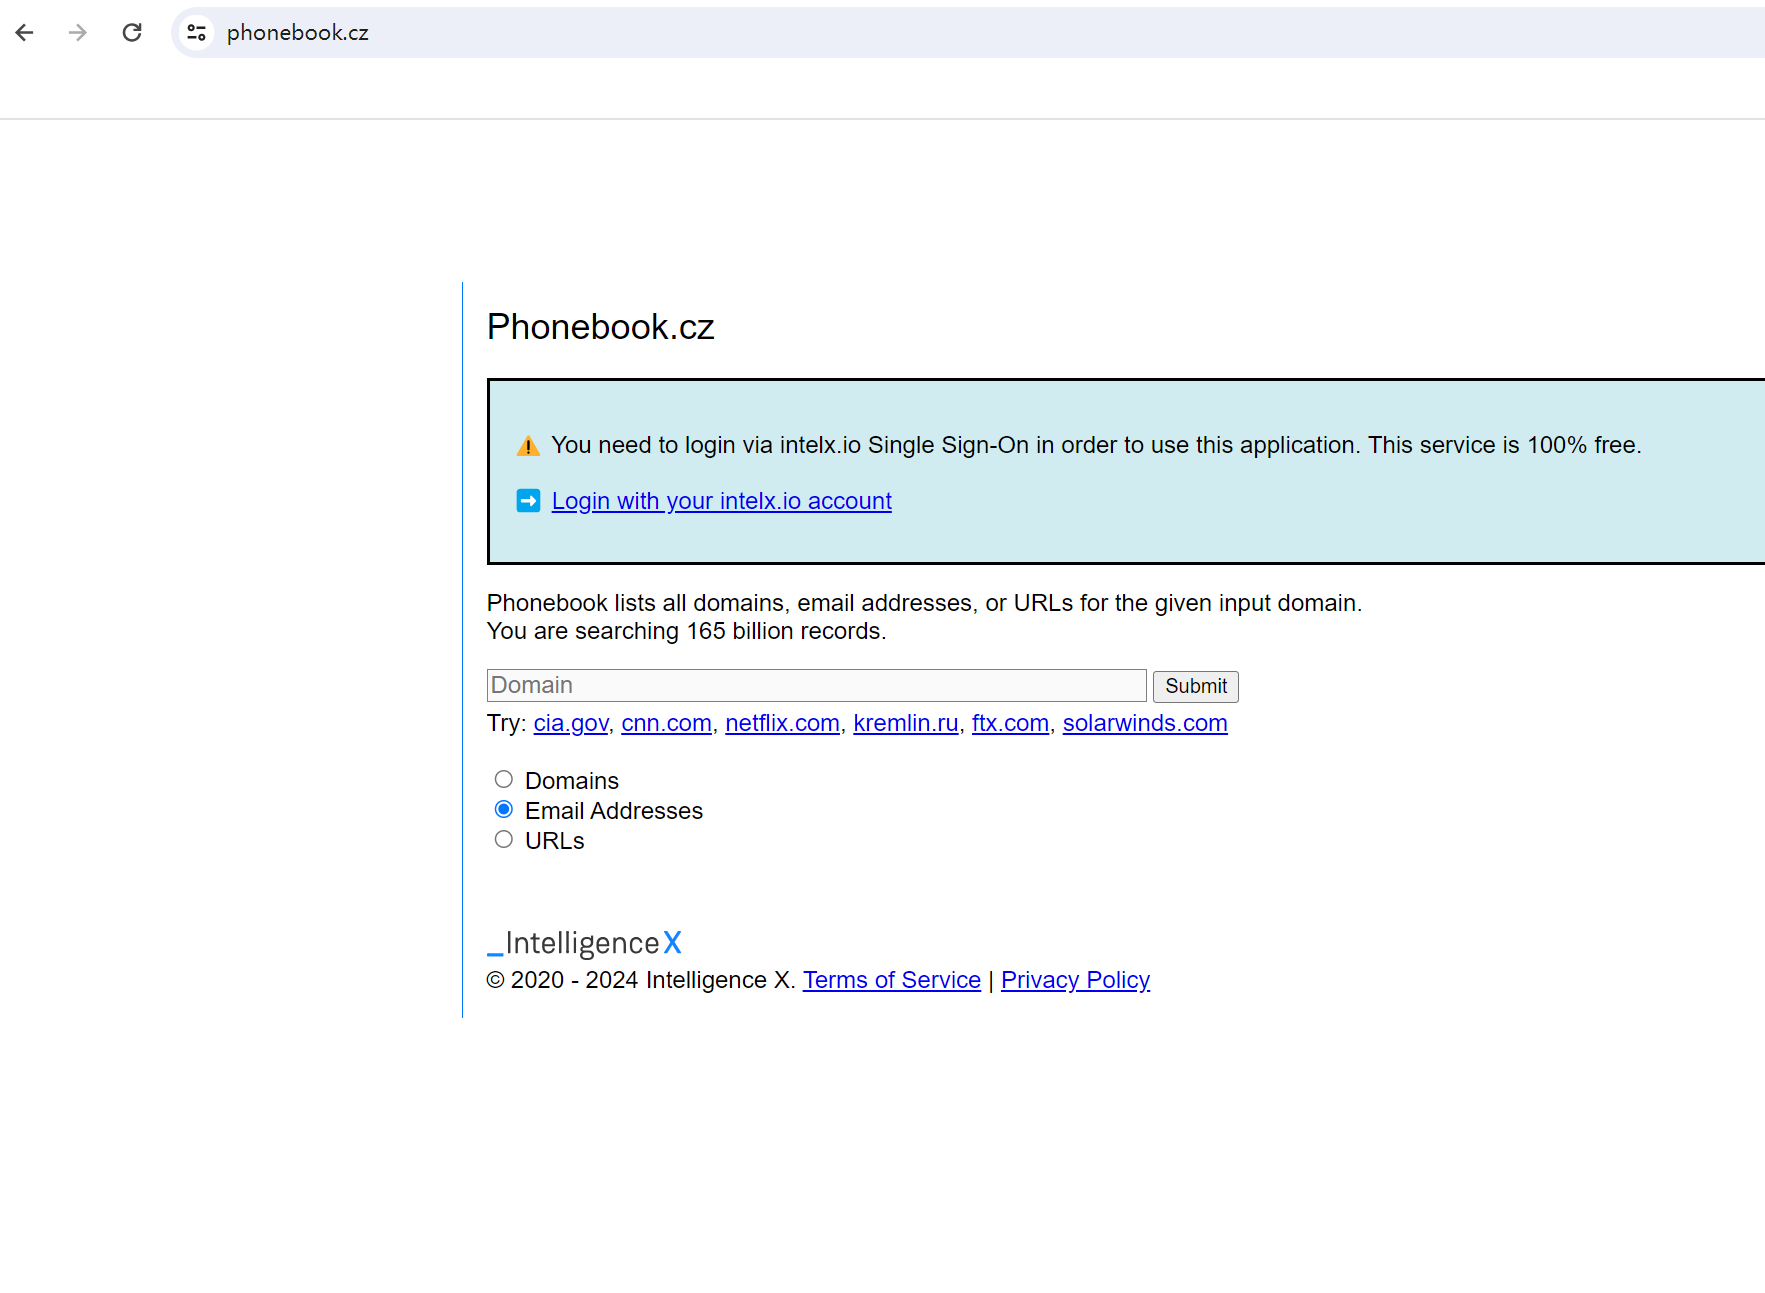 phonebook.cz
Phonebook.cz
⚠ You need to login via intelx.io Single Sign-On in order to use this application. This service is 100% free.
➡ Login with your intelx.io account
Phonebook lists all domains, email addresses, or URLs for the given input domain.
You are searching 165 billion records.
Domain Submit
Try: cia.gov, cnn.com, netflix.com, kremlin.ru, ftx.com, solarwinds.com
Domains
Email Addresses
URLs
_IntelligenceX
© 2020 - 2024 Intelligence X. Terms of Service | Privacy Policy